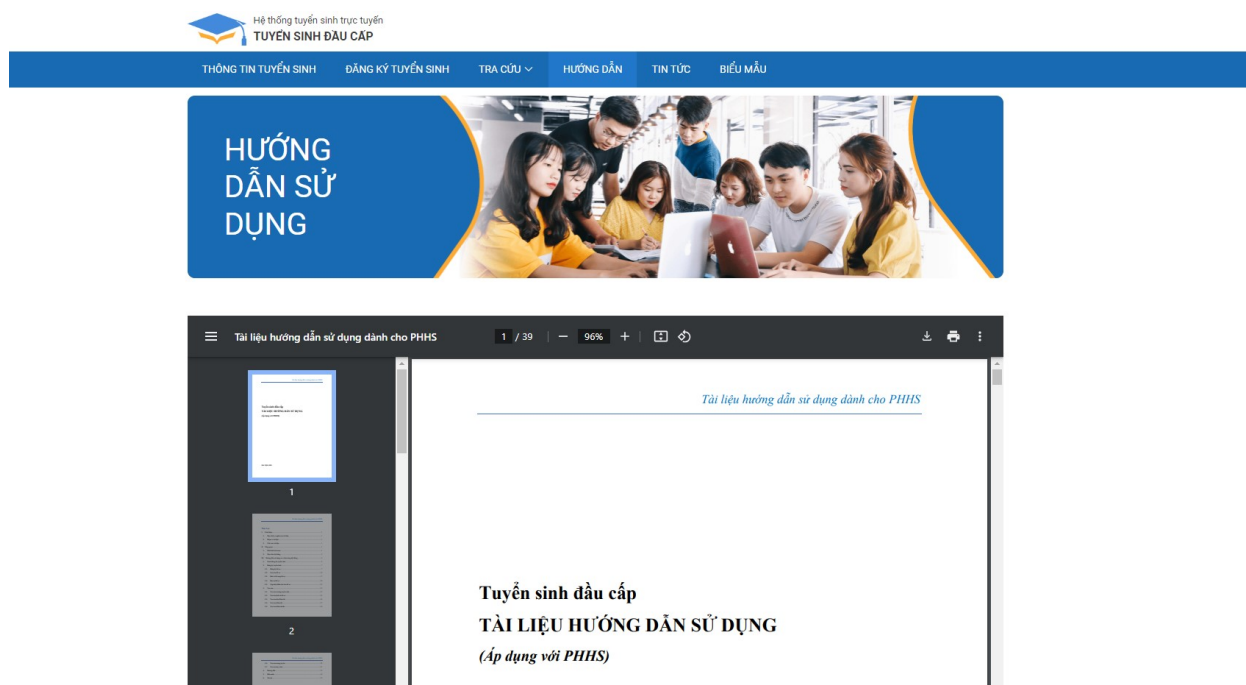 Hệ thống tuyển sinh trực tuyến
TUYỂN SINH ĐẦU CẤP
THÔNG TIN TUYỂN SINH ĐĂNG KÝ TUYỂN SINH TRA CỨU HƯỚNG DẪN TIN TỨC BIỂU MẪU
HƯỚNG
DẪN SỬ
DỤNG
Tài liệu hướng dẫn sử dụng dành cho PHHS 1 / 39 96%
Tài liệu hướng dẫn sử dụng dành cho PHHS
1
2
Tuyển sinh đầu cấp
TÀI LIỆU HƯỚNG DẪN SỬ DỤNG
(Áp dụng với PHHS)